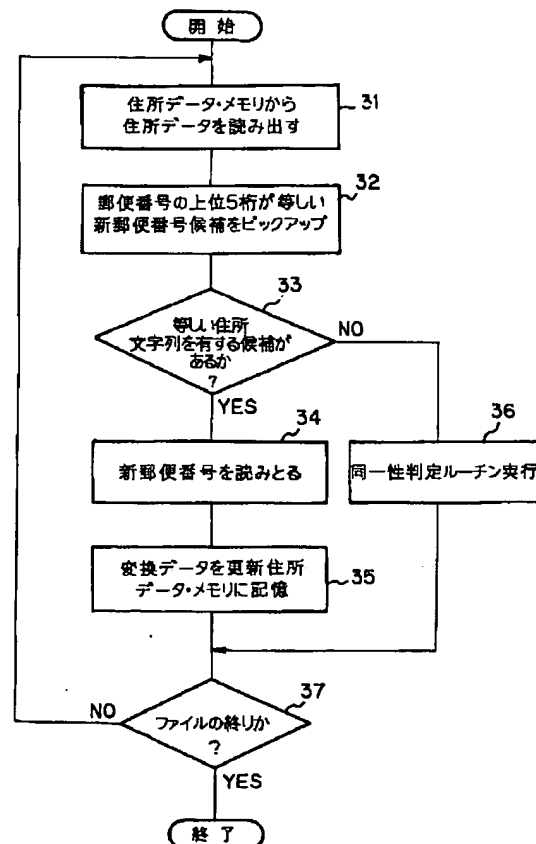 開始
住所データ・メモリから
住所データを読み出す
31
32
郵便番号の上位5桁が等しい
新郵便番号候補をピックアップ
33
等しい住所
文字列を有する候補が
あるか
?
NO
YES
34
新郵便番号を読みとる
36
同一性判定ルーチン実行
変換データを更新住所
データ・メモリに記憶
35
37
ファイルの終りか
?
NO
YES
終了